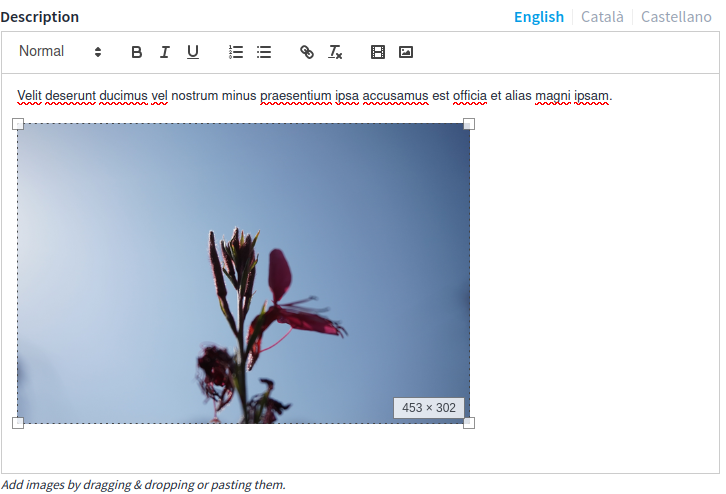 Description
English Català Castellano
Normal
Velit deserunt ducimus vel nostrum minus praesentium ipsa accusamus est officia et alias magni ipsam.
453 × 302
Add images by dragging & dropping or pasting them.